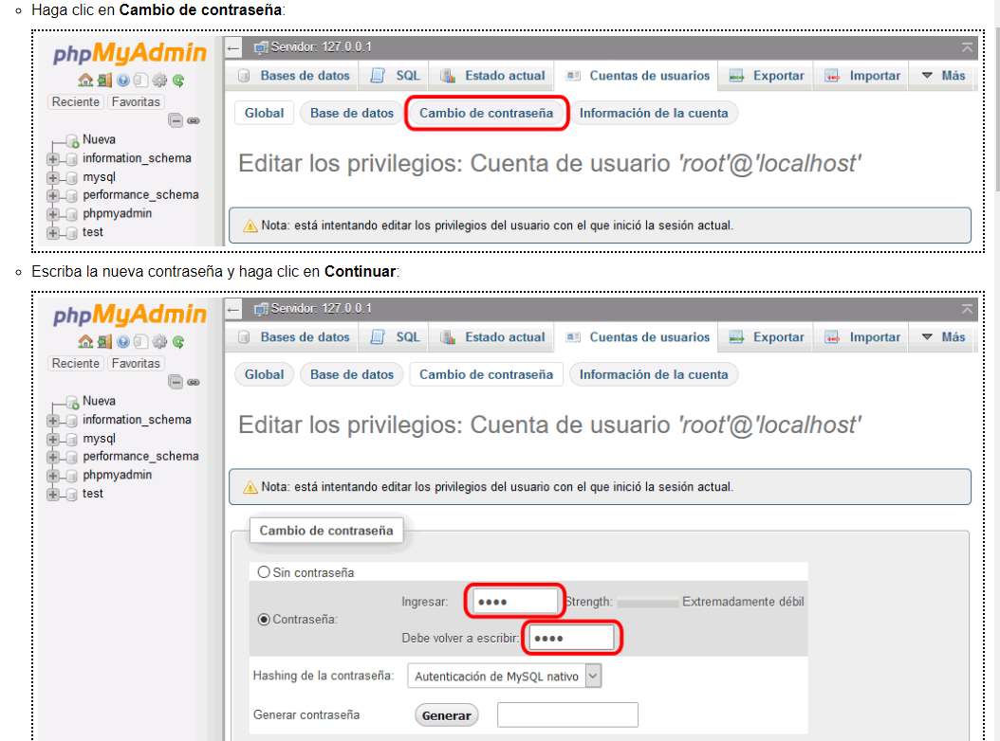 Haga clic en Cambio de contraseña:
phpMyAdmin
Reciente Favoritas
Nueva
information_schema
mysql
performance_schema
phpmyadmin
test
Servidor: 127.0.0.1
Bases de datos SQL Estado actual Cuentas de usuarios Exportar Importar Más
Global Base de datos Cambio de contraseña Información de la cuenta
Editar los privilegios: Cuenta de usuario 'root'@'localhost'
Nota: está intentando editar los privilegios del usuario con el que inició la sesión actual.
Escriba la nueva contraseña y haga clic en Continuar:
phpMyAdmin
Reciente Favoritas
Nueva
information_schema
mysql
performance_schema
phpmyadmin
test
Servidor: 127.0.0.1
Bases de datos SQL Estado actual Cuentas de usuarios Exportar Importar Más
Global Base de datos Cambio de contraseña Información de la cuenta
Editar los privilegios: Cuenta de usuario 'root'@'localhost'
Nota: está intentando editar los privilegios del usuario con el que inició la sesión actual.
Cambio de contraseña
Sin contraseña
Contraseña:
Ingresar: •••• Strength: Extremadamente débil
Debe volver a escribir: ••••
Hashing de la contraseña: Autenticación de MySQL nativo
Generar contraseña Generar